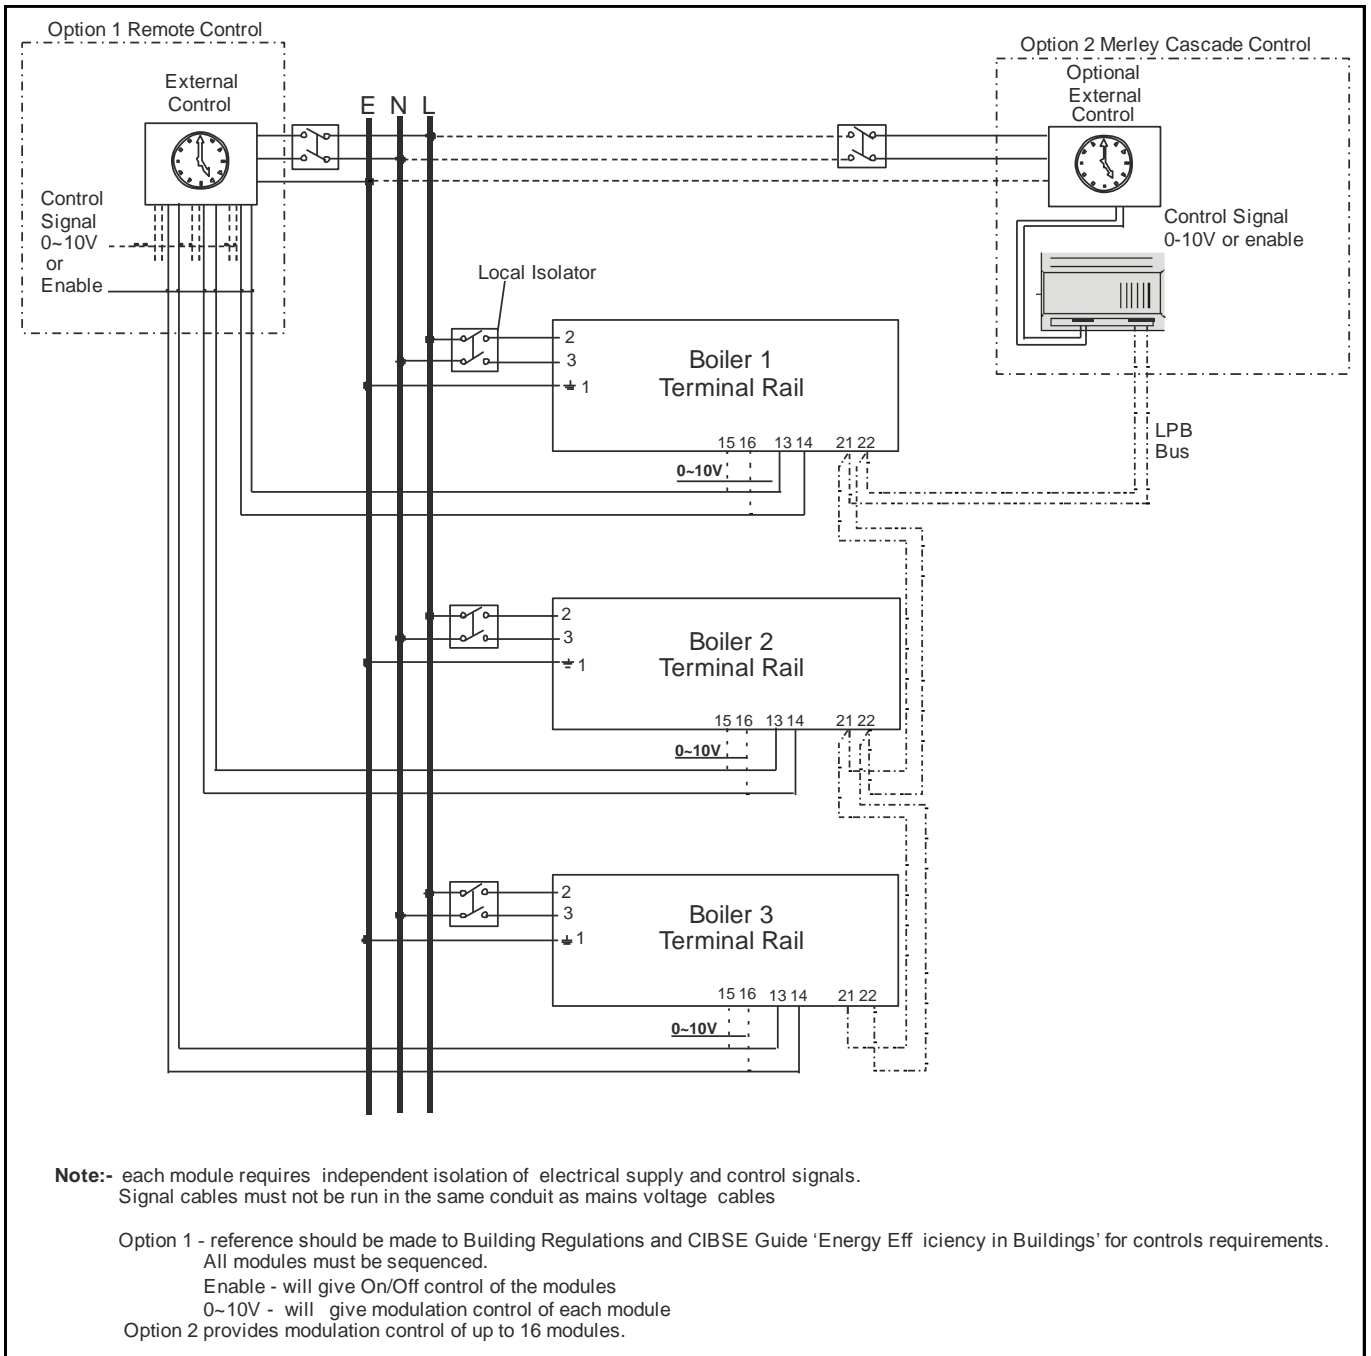 Option 1 Remote Control
Option 2 Merley Cascade Control
External
Control
Optional
External
Control
E N L
Control
Signal
0~10V
or
Enable
Control Signal
0-10V or enable
Local Isolator
2
3
1
Boiler 1
Terminal Rail
15 16 13 14 21 22
0~10V
LPB
Bus
2
3
1
Boiler 2
Terminal Rail
15 16 13 14 21 22
0~10V
2
3
1
Boiler 3
Terminal Rail
15 16 13 14 21 22
0~10V
Note:- each module requires independent isolation of electrical supply and control signals.
Signal cables must not be run in the same conduit as mains voltage cables
Option 1 - reference should be made to Building Regulations and CIBSE Guide ‘Energy Eff iciency in Buildings’ for controls requirements.
All modules must be sequenced.
Enable - will give On/Off control of the modules
0~10V - will give modulation control of each module
Option 2 provides modulation control of up to 16 modules.